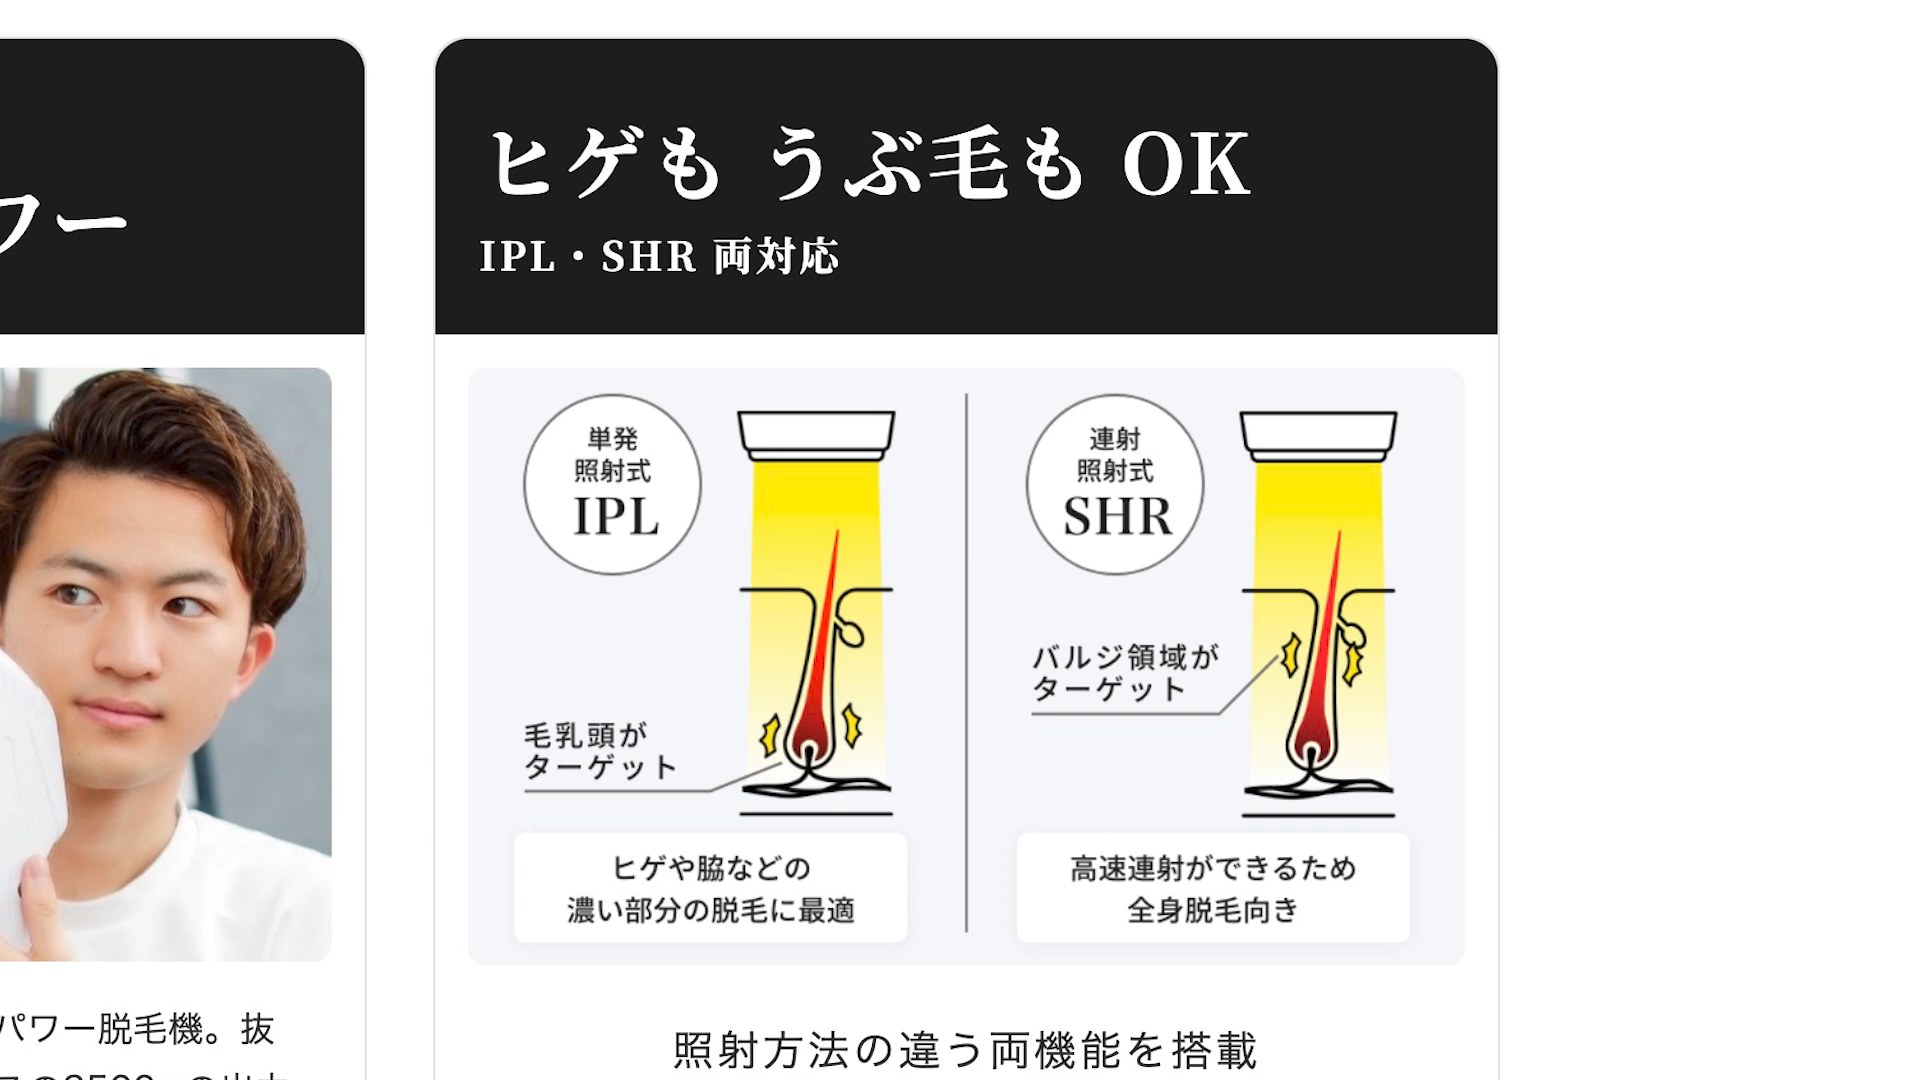 ワー
パワー脱毛機。抜
ヒゲも うぶ毛も OK
IPL・SHR 両対応
単発
照射式
IPL
毛乳頭が
ターゲット
ヒゲや脇などの
濃い部分の脱毛に最適
連射
照射式
SHR
バルジ領域が
ターゲット
高速連射ができるため
全身脱毛向き
照射方法の違う両機能を搭載